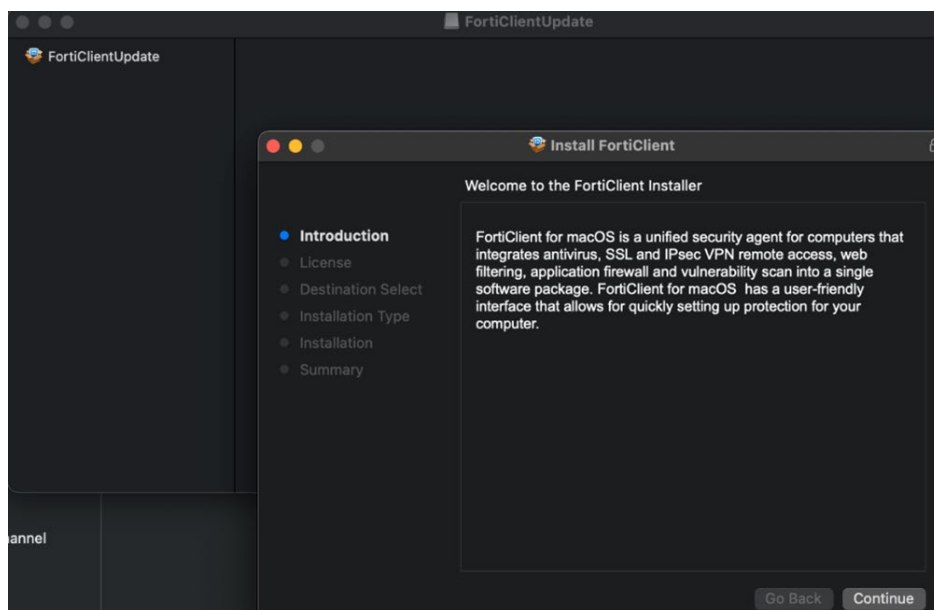 FortiClientUpdate
FortiClientUpdate
Install FortiClient
Welcome to the FortiClient Installer
Introduction
License
Destination Select
Installation Type
Installation
Summary
FortiClient for macOS is a unified security agent for computers that
integrates antivirus, SSL and IPsec VPN remote access, web
filtering, application firewall and vulnerability scan into a single
software package. FortiClient for macOS  has a user-friendly
interface that allows for quickly setting up protection for your
computer.
annel
Go Back
Continue